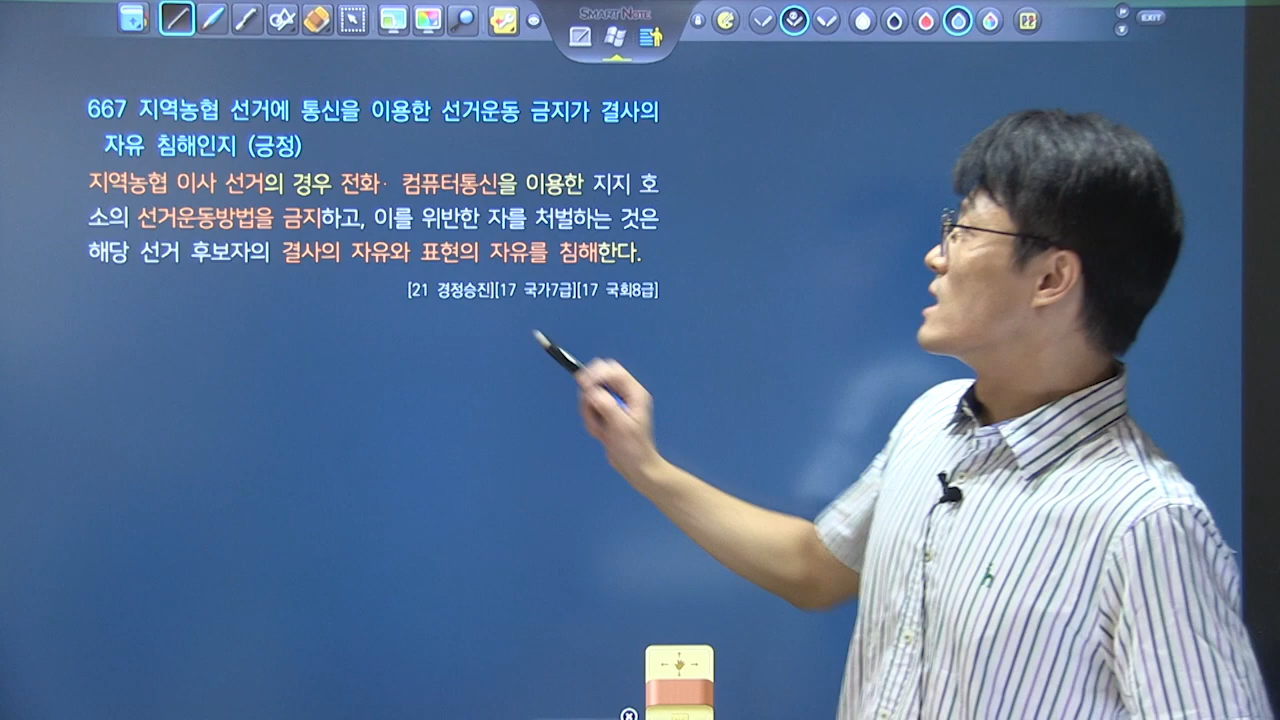 SMART NOTE
EXIT
667 지역농협 선거에 통신을 이용한 선거운동 금지가 결사의
자유 침해인지 (긍정)
지역농협 이사 선거의 경우 전화· 컴퓨터통신을 이용한 지지 호
소의 선거운동방법을 금지하고, 이를 위반한 자를 처벌하는 것은
해당 선거 후보자의 결사의 자유와 표현의 자유를 침해한다.
[21 경정승진][17 국가7급][17 국회8급]